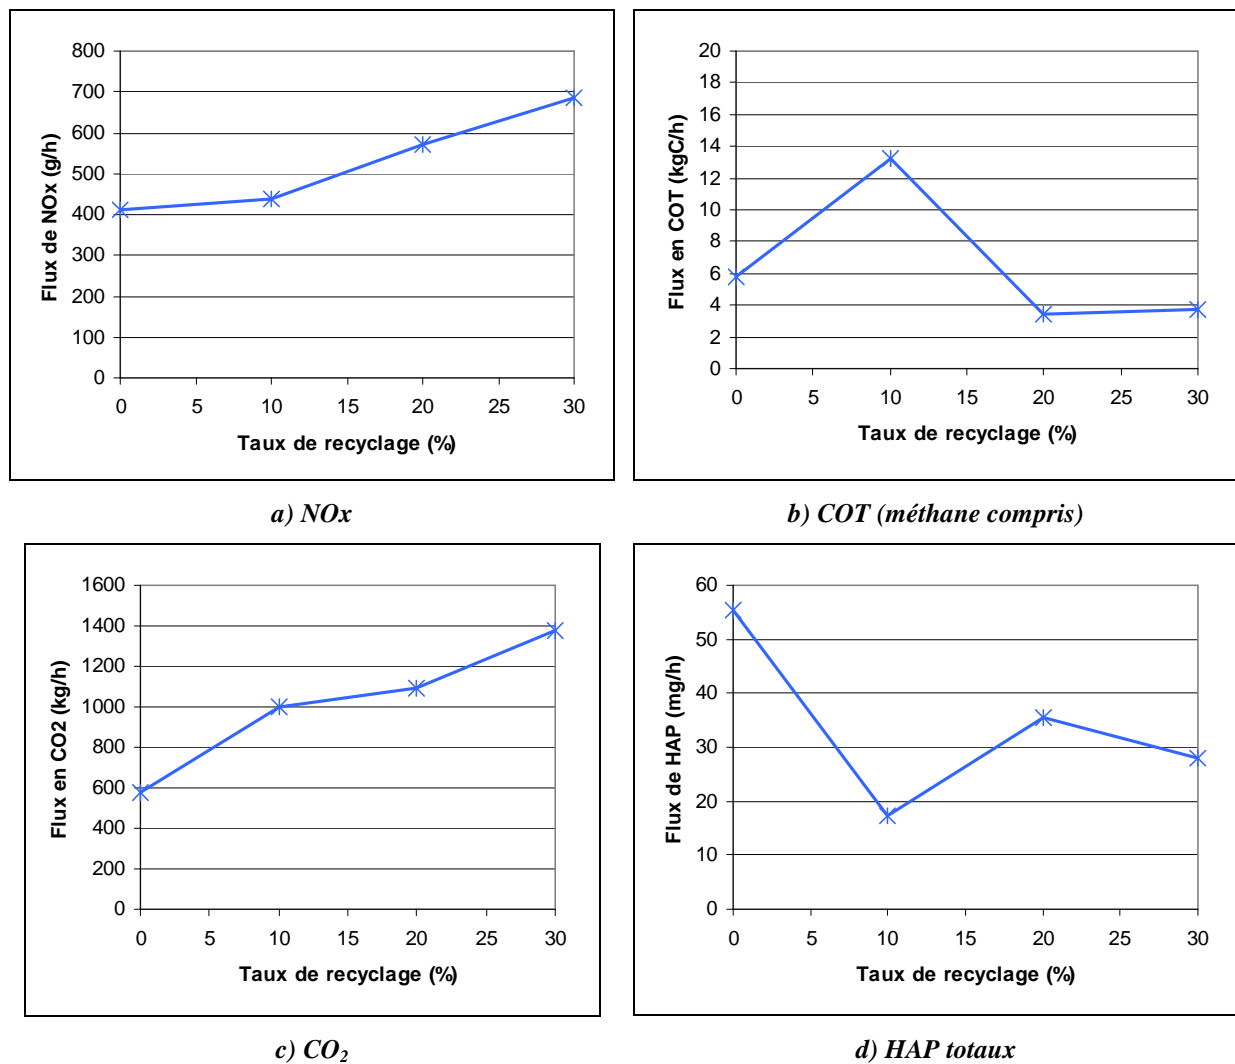 800
700
600
500
400
300
200
100
0
Flux de NOx (g/h)
0 5 10 15 20 25 30
Taux de recyclage (%)
a) NOx
20
18
16
14
12
10
8
6
4
2
0
Flux en COT (kgC/h)
0 5 10 15 20 25 30
Taux de recyclage (%)
b) COT (méthane compris)
1600
1400
1200
1000
800
600
400
200
0
Flux en CO2 (kg/h)
0 5 10 15 20 25 30
Taux de recyclage (%)
c) CO₂
60
50
40
30
20
10
0
Flux de HAP (mg/h)
0 5 10 15 20 25 30
Taux de recyclage (%)
d) HAP totaux